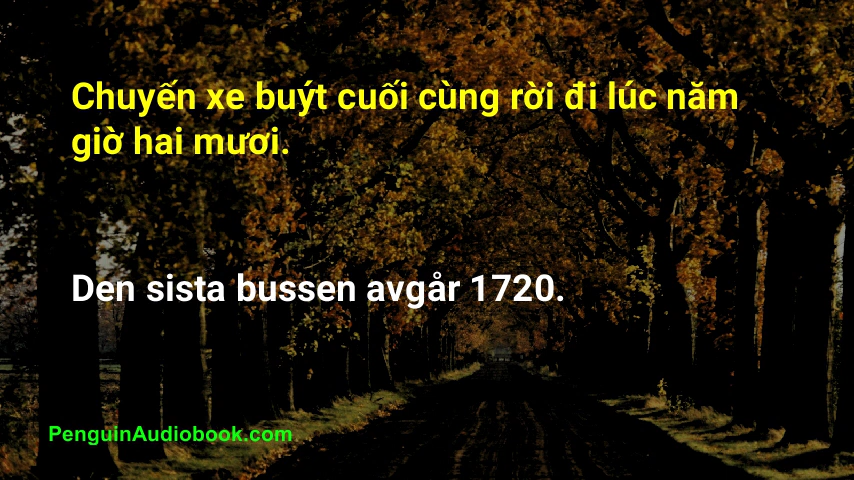 Chuyến xe buýt cuối cùng rời đi lúc năm
giờ hai mươi.
Den sista bussen avgår 1720.
PenguinAudiobook.com